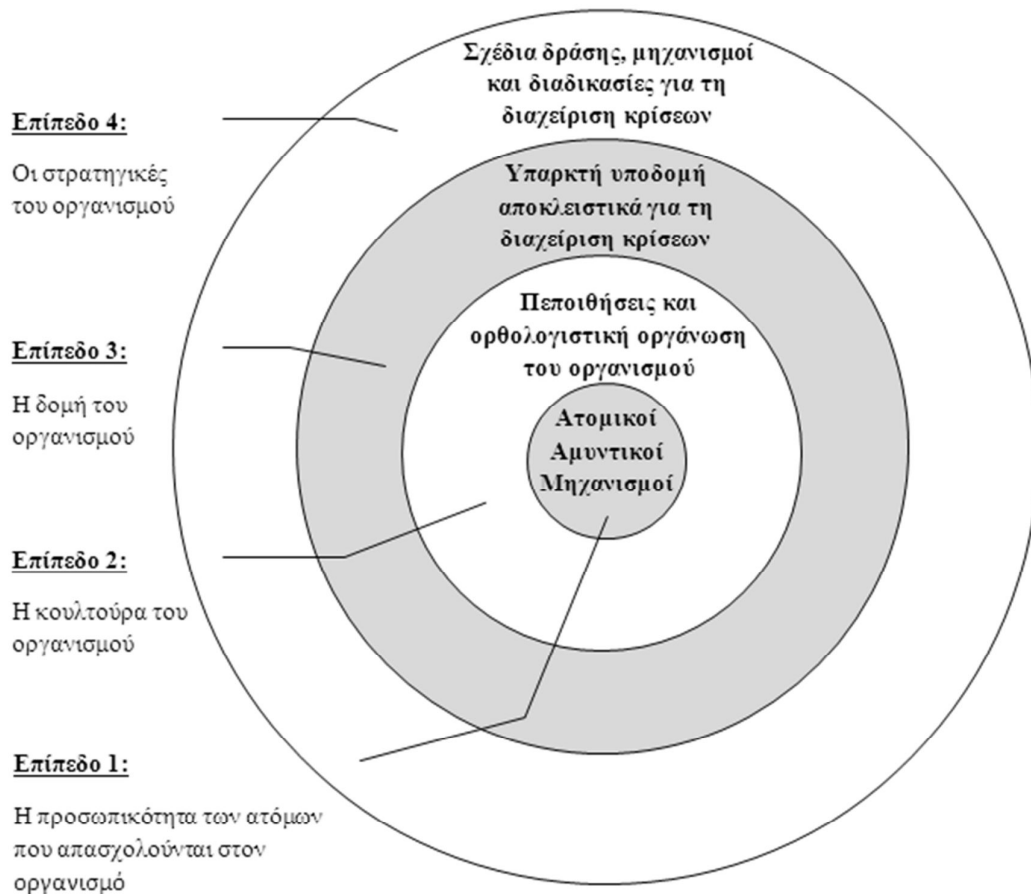 Σχέδια δράσης, μηχανισμοί
και διαδικασίες για τη
διαχείριση κρίσεων
Υπαρκτή υποδομή
αποκλειστικά για τη
διαχείριση κρίσεων
Πεποιθήσεις και
ορθολογιστική οργάνωση
του οργανισμού
Ατομικοί
Αμυντικοί
Μηχανισμοί
Επίπεδο 4:
Οι στρατηγικές
του οργανισμού
Επίπεδο 3:
Η δομή του
οργανισμού
Επίπεδο 2:
Η κουλτούρα του
οργανισμού
Επίπεδο 1:
Η προσωπικότητα των ατόμων
που απασχολούνται στον
οργανισμό